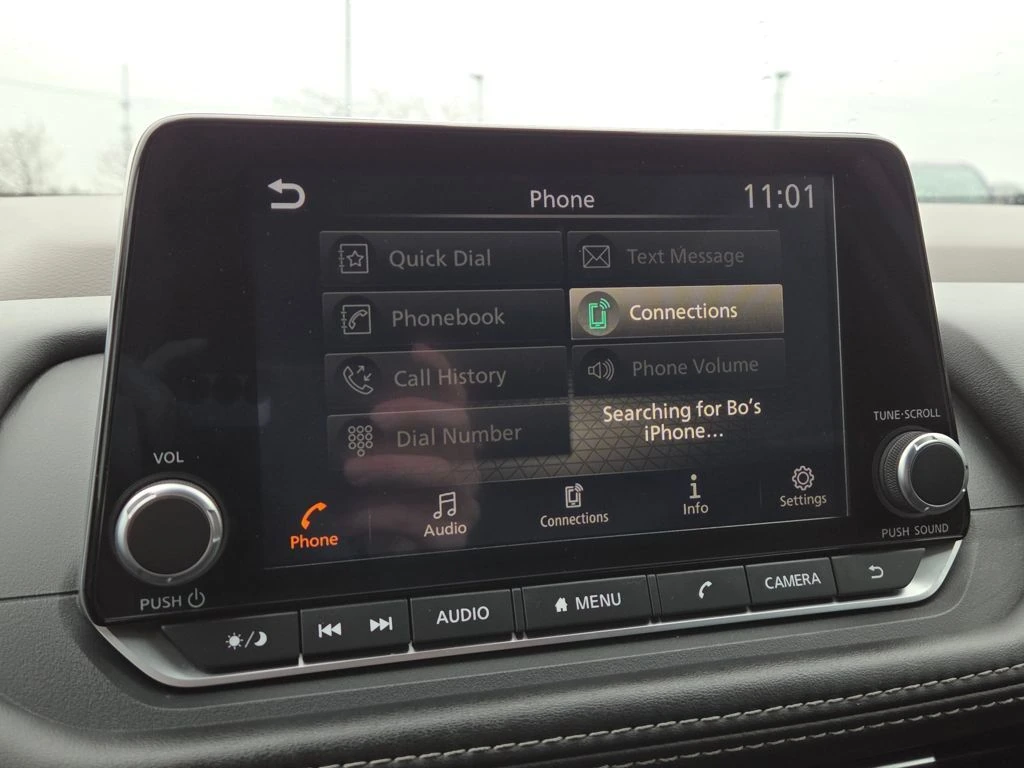 Phone
11:01
Quick Dial
Text Message
Phonebook
Connections
Call History
Phone Volume
Dial Number
Searching for Bo's
iPhone...
Phone
Audio
Connections
Info
Settings
VOL
PUSH
TUNE·SCROLL
PUSH SOUND
AUDIO
MENU
CAMERA